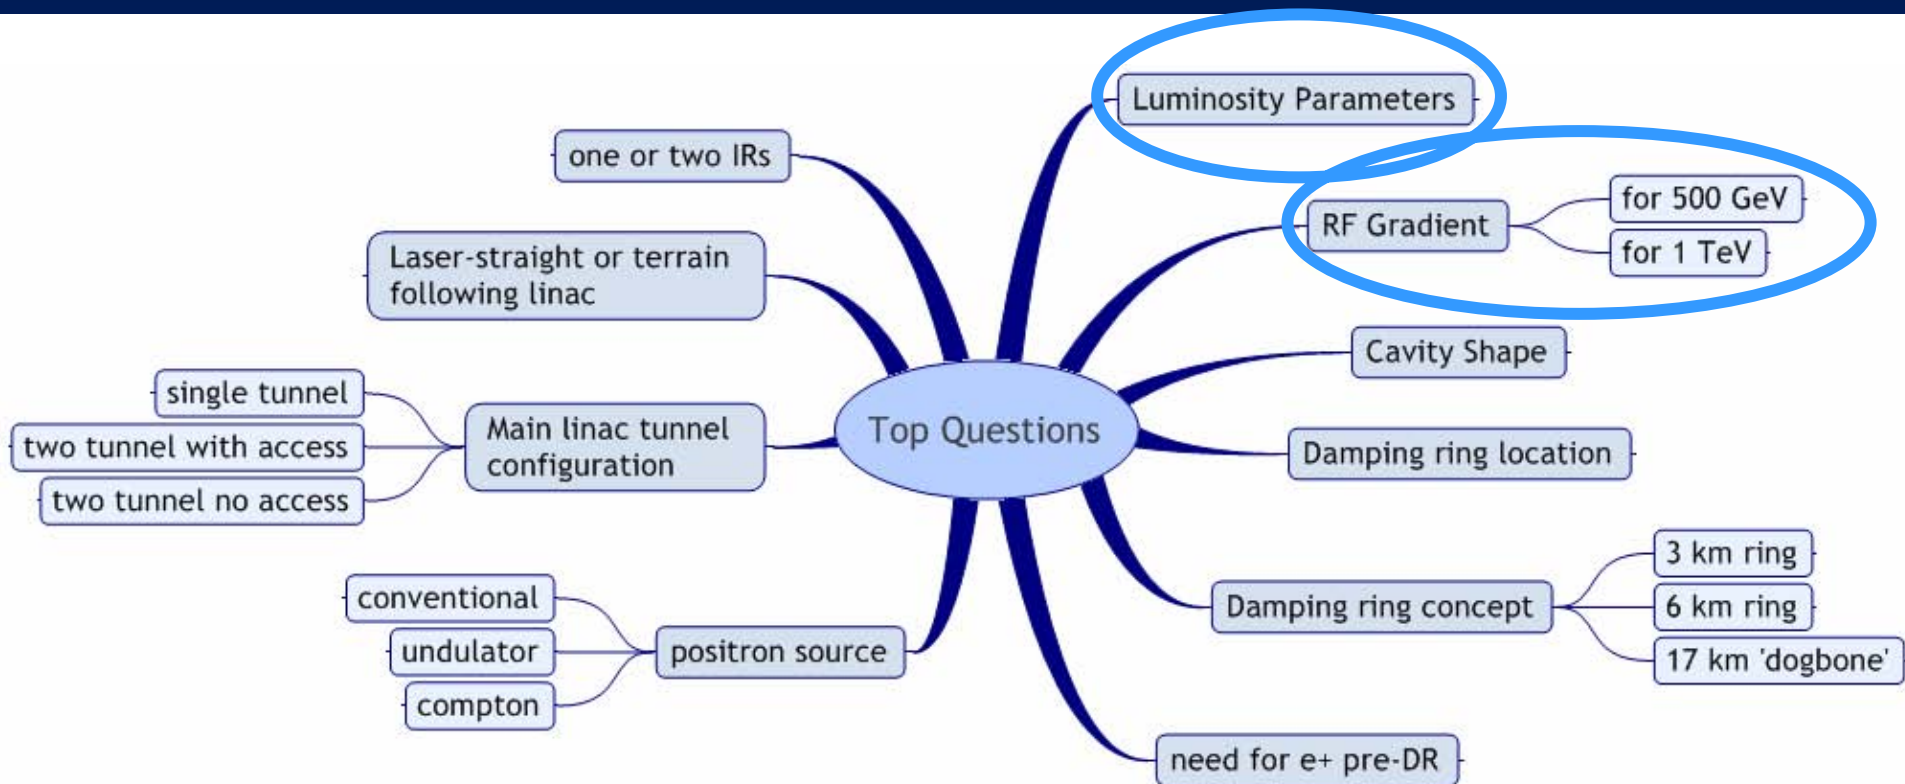 Luminosity Parameters
one or two IRs
for 500 GeV
RF Gradient
for 1 TeV
Laser-straight or terrain
following linac
Cavity Shape
single tunnel
two tunnel with access
two tunnel no access
Main linac tunnel
configuration
Top Questions
Damping ring location
3 km ring
Damping ring concept
6 km ring
17 km 'dogbone'
conventional
undulator
compton
positron source
need for e+ pre-DR